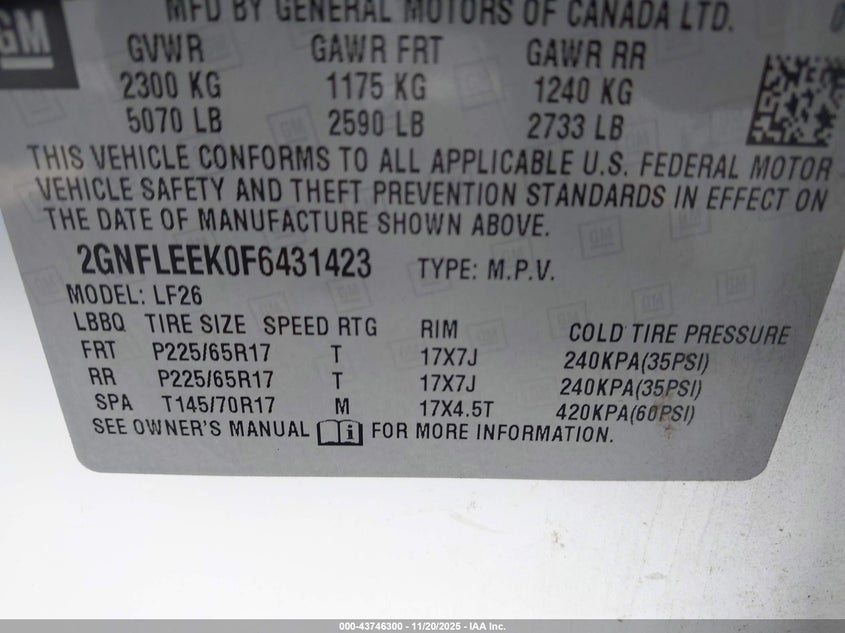 GM
MFD BY GENERAL MOTORS OF CANADA LTD.
GVWR GAWR FRT GAWR RR
2300 KG 1175 KG 1240 KG
5070 LB 2590 LB 2733 LB
THIS VEHICLE CONFORMS TO ALL APPLICABLE U.S. FEDERAL MOTOR
VEHICLE SAFETY AND THEFT PREVENTION STANDARDS IN EFFECT ON
THE DATE OF MANUFACTURE SHOWN ABOVE.
2GNFLEEK0F6431423 TYPE: M.P.V.
MODEL: LF26
LBBQ TIRE SIZE SPEED RTG RIM COLD TIRE PRESSURE
FRT P225/65R17 T 17X7J 240KPA(35PSI)
RR P225/65R17 T 17X7J 240KPA(35PSI)
SPA T145/70R17 M 17X4.5T 420KPA(60PSI)
SEE OWNER'S MANUAL FOR MORE INFORMATION.
000-43746300 - 11/20/2025 - IAA Inc.